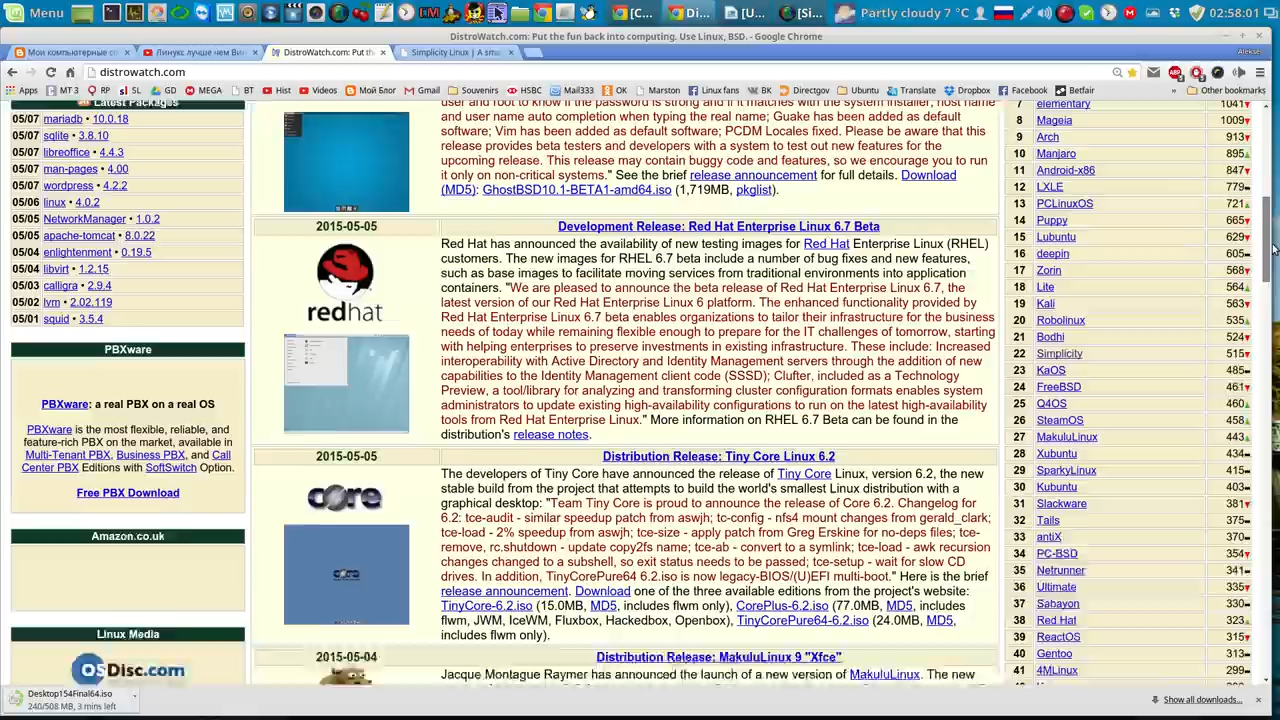 Menu
[C...
Di...
[U...
[Si...
Partly cloudy 7 °C
02:58:01
DistroWatch.com: Put the fun back into computing. Use Linux, BSD. - Google Chrome
Мои компьютерные со
Линукс лучше чем Вин
DistroWatch.com: Put th
Simplicity Linux | A sma
Aleksei
distrowatch.com
Apps
MT 3
RP
SL
GD
MEGA
BT
Hist
Videos
Мой Блог
Gmail
Souvenirs
HSBC
Mail333
OK
Marston
Linux fans
VK
Directgov
Ubuntu
Translate
Dropbox
Facebook
Betfair
»
Other bookmarks
Latest Packages
05/07 mariadb • 10.0.18
05/07 sqlite • 3.8.10
05/07 libreoffice • 4.4.3
05/07 man-pages • 4.00
05/07 wordpress • 4.2.2
05/06 linux • 4.0.2
05/05 NetworkManager • 1.0.2
05/05 apache-tomcat • 8.0.22
05/04 enlightenment • 0.19.5
05/04 libvirt • 1.2.15
05/03 calligra • 2.9.4
05/02 lvm • 2.02.119
05/01 squid • 3.5.4
PBXware
PBXware: a real PBX on a real OS
PBXware is the most flexible, reliable, and
feature-rich PBX on the market, available in
Multi-Tenant PBX, Business PBX, and Call
Center PBX Editions with SoftSwitch Option.
Free PBX Download
Amazon.co.uk
Linux Media
OSDisc.com
user and root to know if the password is strong and if it matches with the system installer, host name
and user name auto completion when typing the real name; Guake has been added as default
software; Vim has been added as default software; PCDM Locales fixed. Please be aware that this
release provides beta testers and developers with a system to test out new features for the
upcoming release. This release may contain buggy code and features, so we encourage you to run
it only on non-critical systems." See the brief release announcement for full details. Download
(MD5): GhostBSD10.1-BETA1-amd64.iso (1,719MB, pkglist).
2015-05-05
Development Release: Red Hat Enterprise Linux 6.7 Beta
redhat
Red Hat has announced the availability of new testing images for Red Hat Enterprise Linux (RHEL)
customers. The new images for RHEL 6.7 beta include a number of bug fixes and new features,
such as base images to facilitate moving services from traditional environments into application
containers. "We are pleased to announce the beta release of Red Hat Enterprise Linux 6.7, the
latest version of our Red Hat Enterprise Linux 6 platform. The enhanced functionality provided by
Red Hat Enterprise Linux 6.7 beta enables organizations to tailor their infrastructure for the business
needs of today while remaining flexible enough to prepare for the IT challenges of tomorrow, starting
with helping enterprises to preserve investments in existing infrastructure. These include: Increased
interoperability with Active Directory and Identity Management servers through the addition of new
capabilities to the Identity Management client code (SSSD); Clufter, included as a Technology
Preview, a tool/library for analyzing and transforming cluster configuration formats enables system
administrators to update existing high-availability configurations to run on the latest high-availability
tools from Red Hat Enterprise Linux." More information on RHEL 6.7 Beta can be found in the
distribution's release notes.
2015-05-05
Distribution Release: Tiny Core Linux 6.2
core
The developers of Tiny Core have announced the release of Tiny Core Linux, version 6.2, the
new stable build from the project that attempts to build the world's smallest Linux distribution with a
graphical desktop: "Team Tiny Core is proud to announce the release of Core 6.2. Changelog for
6.2: tce-audit - similar speedup patch from aswjh; tc-config - nfs4 mount changes from gerald_clark;
tce-load - 2% speedup from aswjh; tce-size - apply patch from Greg Erskine for no-deps files; tce-
remove, rc.shutdown - update copy2fs name; tce-ab - convert to a symlink; tce-load - awk recursion
changes changed to a subshell, so exit status needs to be passed; tce-setup - wait for slow CD
drives. In addition, TinyCorePure64 6.2.iso is now legacy-BIOS/(U)EFI multi-boot." Here is the brief
release announcement. Download one of the three available editions from the project's website:
TinyCore-6.2.iso (15.0MB, MD5, includes flwm only), CorePlus-6.2.iso (77.0MB, MD5, includes
flwm, JWM, IceWM, Fluxbox, Hackedbox, Openbox), TinyCorePure64-6.2.iso (24.0MB, MD5,
includes flwm only).
2015-05-04
Distribution Release: MakuluLinux 9 "Xfce"
Jacque Montague Raymer has announced the launch of a new version of MakuluLinux. The new
7 elementary 1041
8 Mageia 1009
9 Arch 913
10 Manjaro 895
11 Android-x86 847
12 LXLE 779
13 PCLinuxOS 721
14 Puppy 665
15 Lubuntu 629
16 deepin 605
17 Zorin 568
18 Lite 564
19 Kali 563
20 Robolinux 535
21 Bodhi 524
22 Simplicity 515
23 KaOS 485
24 FreeBSD 461
25 Q4OS 460
26 SteamOS 458
27 MakuluLinux 443
28 Xubuntu 434
29 SparkyLinux 415
30 Kubuntu 403
31 Slackware 381
32 Tails 375
33 antiX 370
34 PC-BSD 354
35 Netrunner 341
36 Ultimate 335
37 Sabayon 330
38 Red Hat 323
39 ReactOS 315
40 Gentoo 313
41 4MLinux 299
Desktop154Final64.iso
240/508 MB, 3 mins left
Show all downloads...